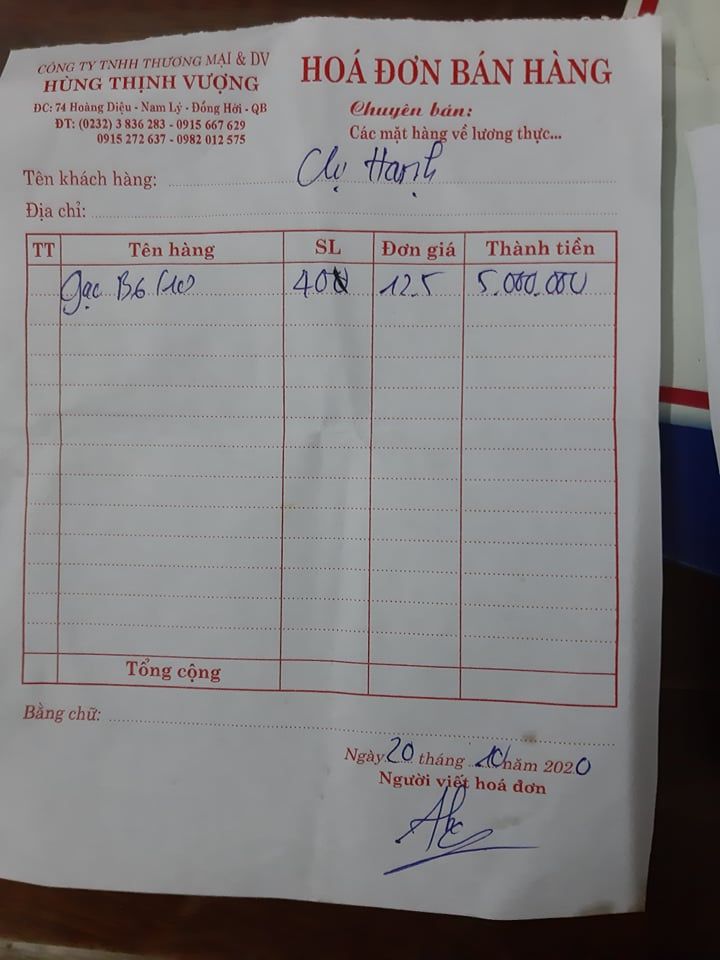 CÔNG TY TNHH THƯƠNG MẠI & DV
HÙNG THỊNH VƯỢNG
ĐC: 74 Hoàng Diệu - Nam Lý - Đồng Hới - QB
ĐT: (0232) 3 836 283 - 0915 667 629
0915 272 637 - 0982 012 575
HOÁ ĐƠN BÁN HÀNG
Chuyên bán:
Các mặt hàng về lương thực...
Tên khách hàng: Chị Hạnh
Địa chỉ:
TT Tên hàng SL Đơn giá Thành tiền
gạo B6 (10) 400 12.5 5.000.000
Tổng cộng
Bằng chữ:
Ngày 20 tháng 10 năm 2020
Người viết hoá đơn